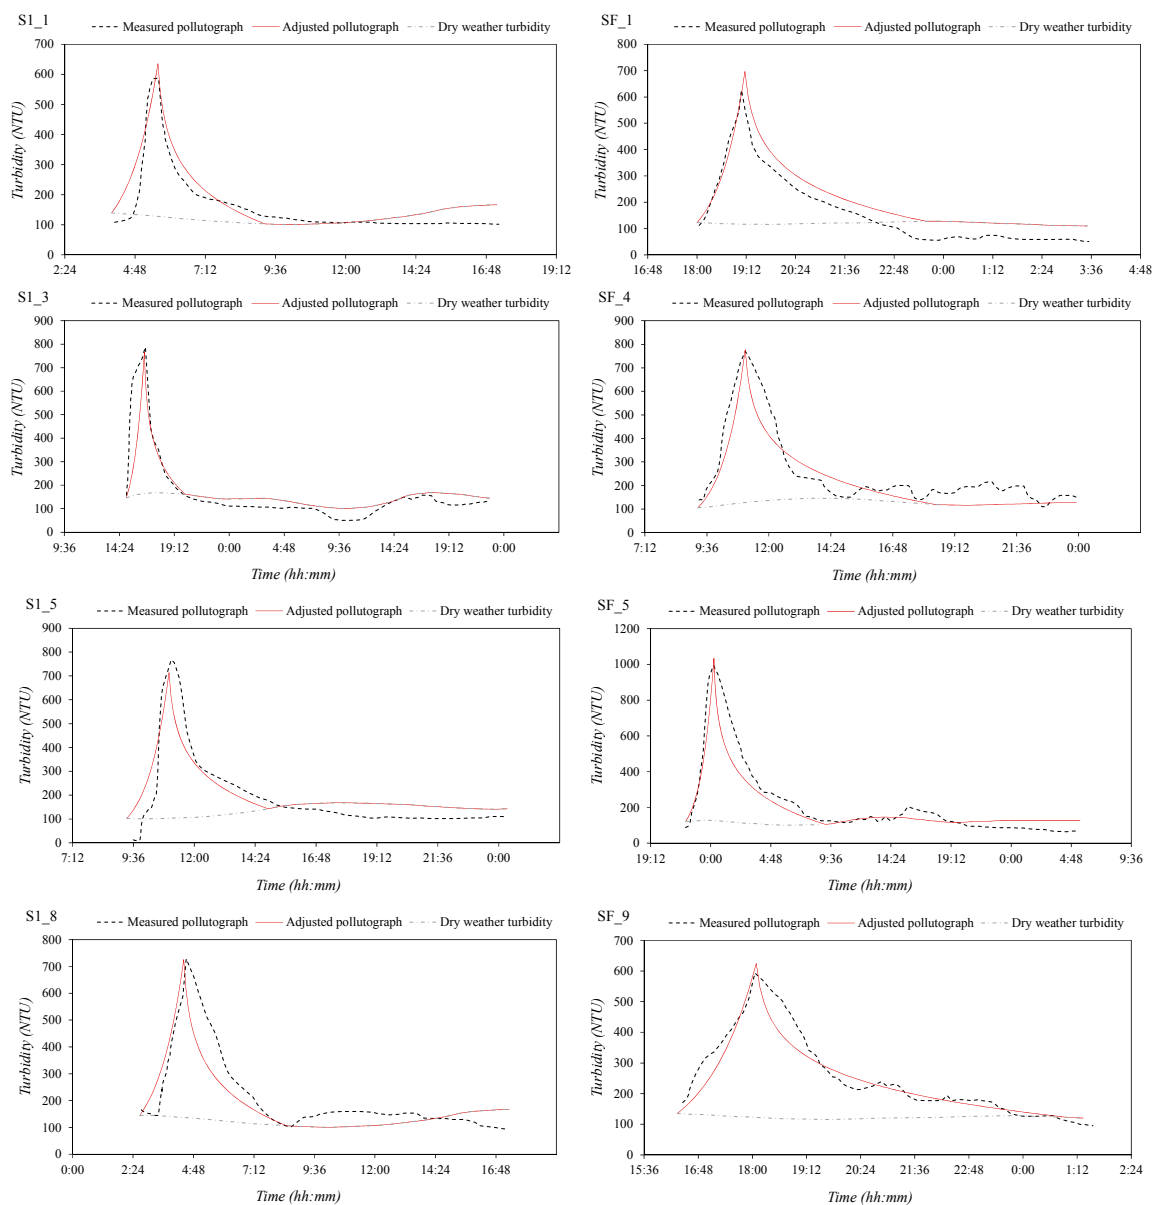 S1_1
Measured pollutograph Adjusted pollutograph Dry weather turbidity
700
600
500
400
300
200
100
0
Turbidity (NTU)
2:24 4:48 7:12 9:36 12:00 14:24 16:48 19:12
SF_1
Measured pollutograph Adjusted pollutograph Dry weather turbidity
800
700
600
500
400
300
200
100
0
Turbidity (NTU)
16:48 18:00 19:12 20:24 21:36 22:48 0:00 1:12 2:24 3:36 4:48
S1_3
Measured pollutograph Adjusted pollutograph Dry weather turbidity
900
800
700
600
500
400
300
200
100
0
Turbidity (NTU)
9:36 14:24 19:12 0:00 4:48 9:36 14:24 19:12 0:00
Time (hh:mm)
SF_4
Measured pollutograph Adjusted pollutograph Dry weather turbidity
900
800
700
600
500
400
300
200
100
0
Turbidity (NTU)
7:12 9:36 12:00 14:24 16:48 19:12 21:36 0:00
Time (hh:mm)
S1_5
Measured pollutograph Adjusted pollutograph Dry weather turbidity
900
800
700
600
500
400
300
200
100
0
Turbidity (NTU)
7:12 9:36 12:00 14:24 16:48 19:12 21:36 0:00
Time (hh:mm)
SF_5
Measured pollutograph Adjusted pollutograph Dry weather turbidity
1200
1000
800
600
400
200
0
Turbidity (NTU)
19:12 0:00 4:48 9:36 14:24 19:12 0:00 4:48 9:36
Time (hh:mm)
S1_8
Measured pollutograph Adjusted pollutograph Dry weather turbidity
800
700
600
500
400
300
200
100
0
Turbidity (NTU)
0:00 2:24 4:48 7:12 9:36 12:00 14:24 16:48
Time (hh:mm)
SF_9
Measured pollutograph Adjusted pollutograph Dry weather turbidity
700
600
500
400
300
200
100
0
Turbidity (NTU)
15:36 16:48 18:00 19:12 20:24 21:36 22:48 0:00 1:12 2:24
Time (hh:mm)